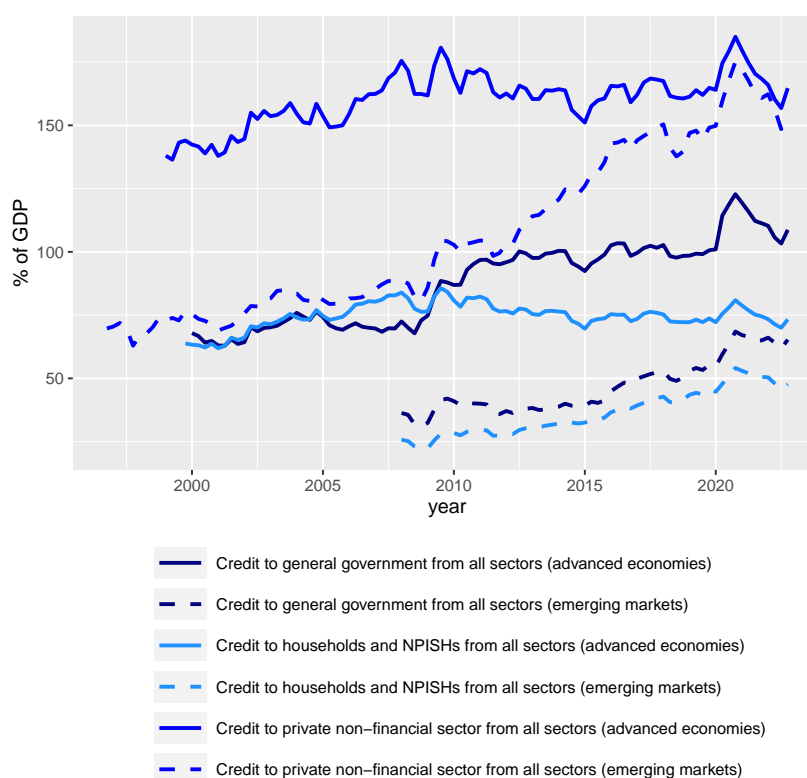 150
100
50
% of GDP
2000 2005 2010 2015 2020
year
Credit to general government from all sectors (advanced economies)
Credit to general government from all sectors (emerging markets)
Credit to households and NPISHs from all sectors (advanced economies)
Credit to households and NPISHs from all sectors (emerging markets)
Credit to private non−financial sector from all sectors (advanced economies)
Credit to private non−financial sector from all sectors (emerging markets)